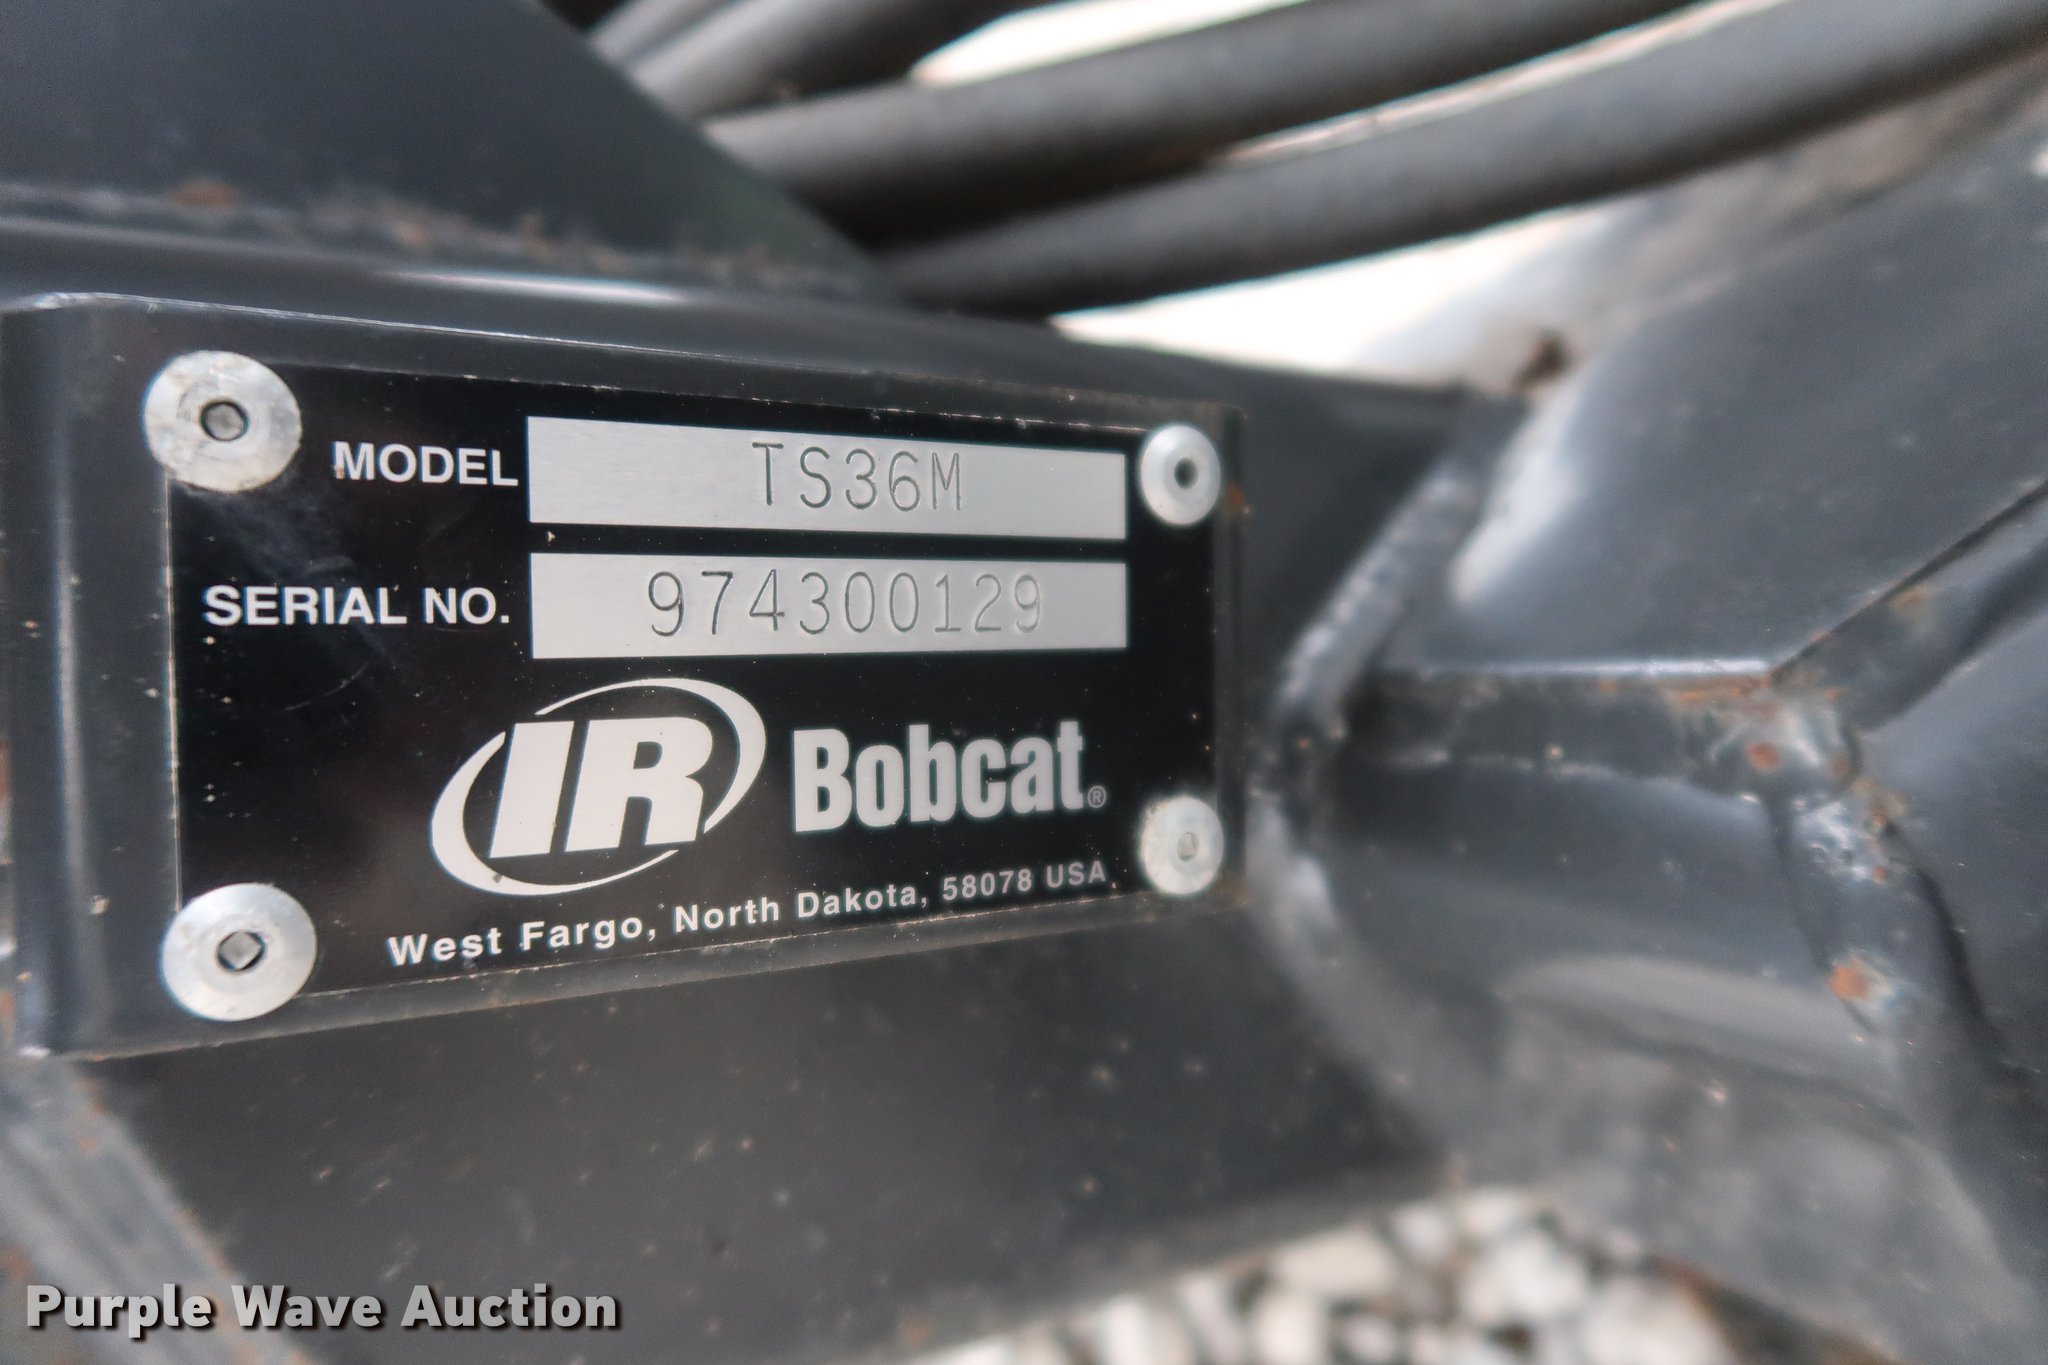 MODEL TS36M
SERIAL NO. 974300129
IR Bobcat®
West Fargo, North Dakota, 58078 USA
Purple Wave Auction